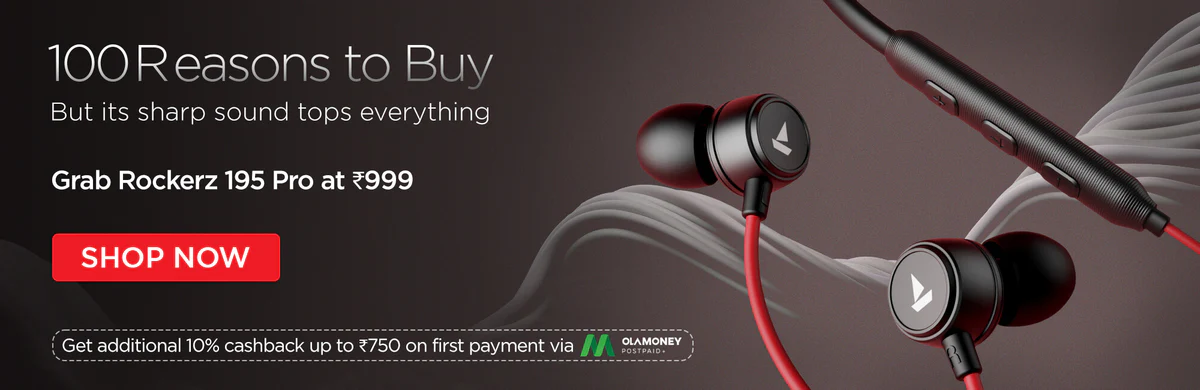 100 Reasons to Buy
But its sharp sound tops everything
Grab Rockerz 195 Pro at ₹999
SHOP NOW
Get additional 10% cashback up to ₹750 on first payment via OLAMONEY
POSTPAID+
R